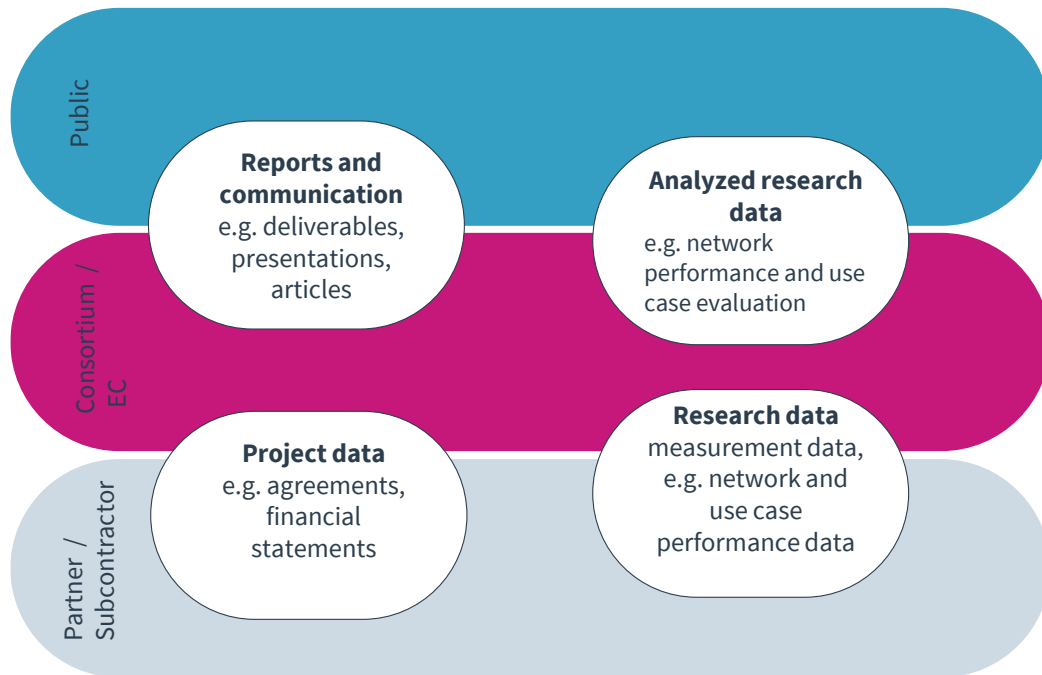 Public
Reports and
communication
e.g. deliverables,
presentations,
articles
Analyzed research
data
e.g. network
performance and use
case evaluation
Consortium /
EC
Project data
e.g. agreements,
financial
statements
Research data
measurement data,
e.g. network and
use case
performance data
Partner /
Subcontractor